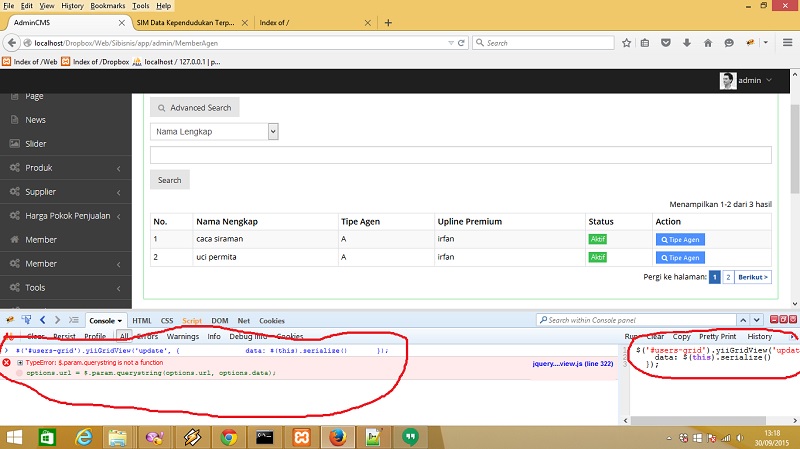 File Edit View History Bookmarks Tools Help
AdminCMS
SIM Data Kependudukan Terp...
Index of /
localhost/Dropbox/Web/Sibisnis/app/admin/MemberAgen
Search
Index of /Web
Index of /Dropbox
localhost / 127.0.0.1 | p...
admin
Page
News
Slider
Produk
Supplier
Harga Pokok Penjualan
Member
Member
Tools
Advanced Search
Nama Lengkap
Search
Menampilkan 1-2 dari 3 hasil
No. Nama Nengkap Tipe Agen Upline Premium Status Action
1 caca siraman A irfan Aktif Tipe Agen
2 uci permita A irfan Aktif Tipe Agen
Pergi ke halaman: 1 2 Berikut >
Console HTML CSS Script DOM Net Cookies
Search within Console panel
Clear Persist Profile All Errors Warnings Info Debug Info Cookies
Run Clear Copy Pretty Print History
$('#users-grid').yiiGridView('update', { data: $(this).serialize() });
TypeError: $.param.querystring is not a function
jquery....view.js (line 322)
options.url = $.param.querystring(options.url, options.data);
$('#users-grid').yiiGridView('updat
data: $(this).serialize()
});
13:18
30/09/2015